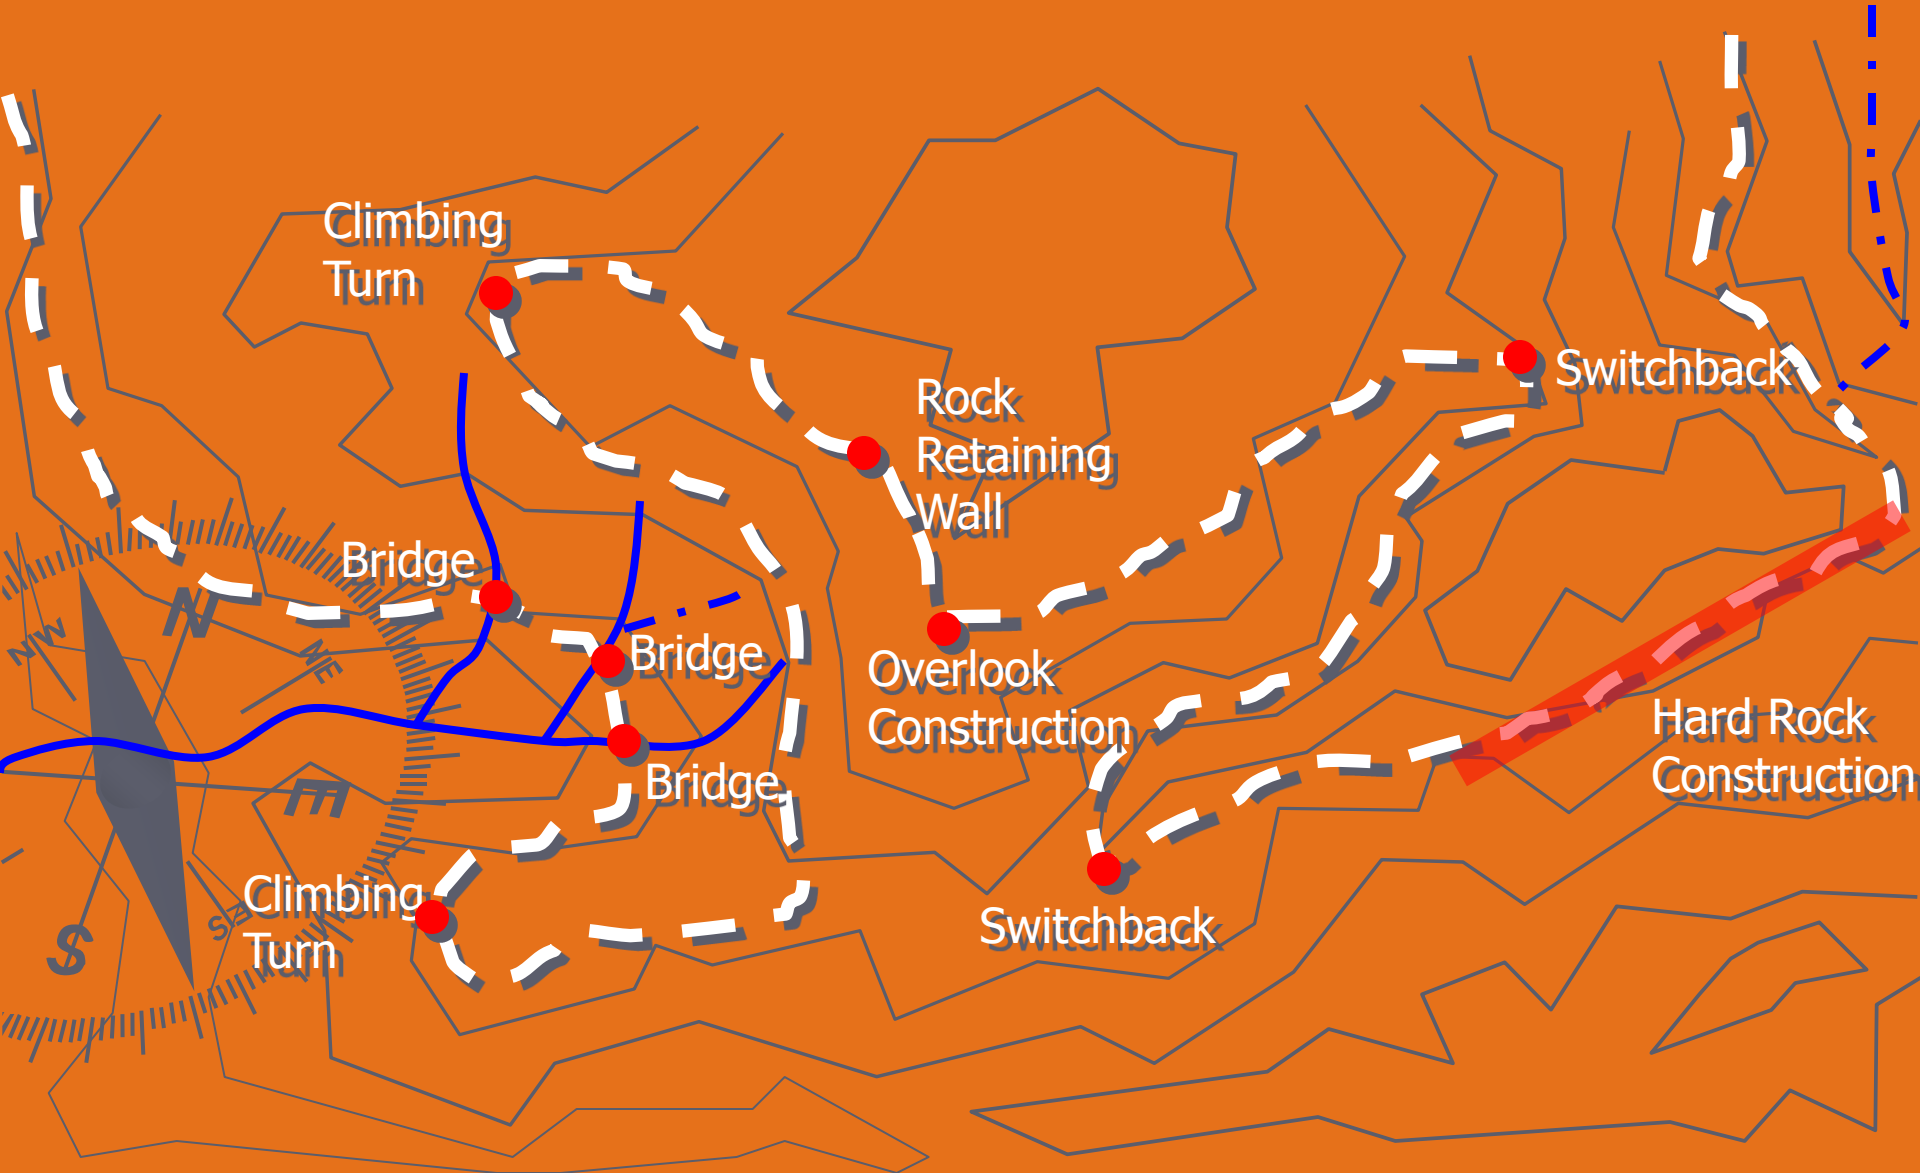 Climbing
Turn
Switchback
Rock
Retaining
Wall
Bridge
N
NW
NE
Bridge
Overlook
Construction
Hard Rock
Construction
Bridge
E
Climbing
Turn
SE
Switchback
S